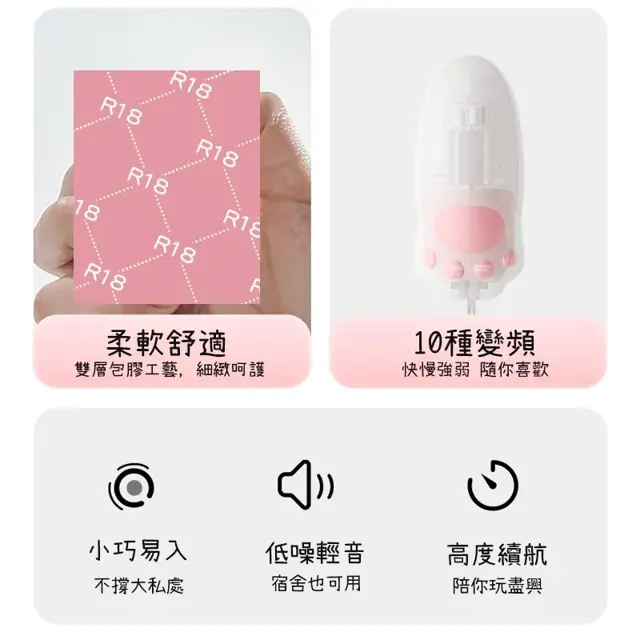 R18
R18
R18
18
R18
R18
R18
R
柔軟舒適
雙層包膠工藝，細緻呵護
10種變頻
快慢強弱 隨你喜歡
小巧易入
不撐大私處
低噪輕音
宿舍也可用
高度續航
陪你玩盡興